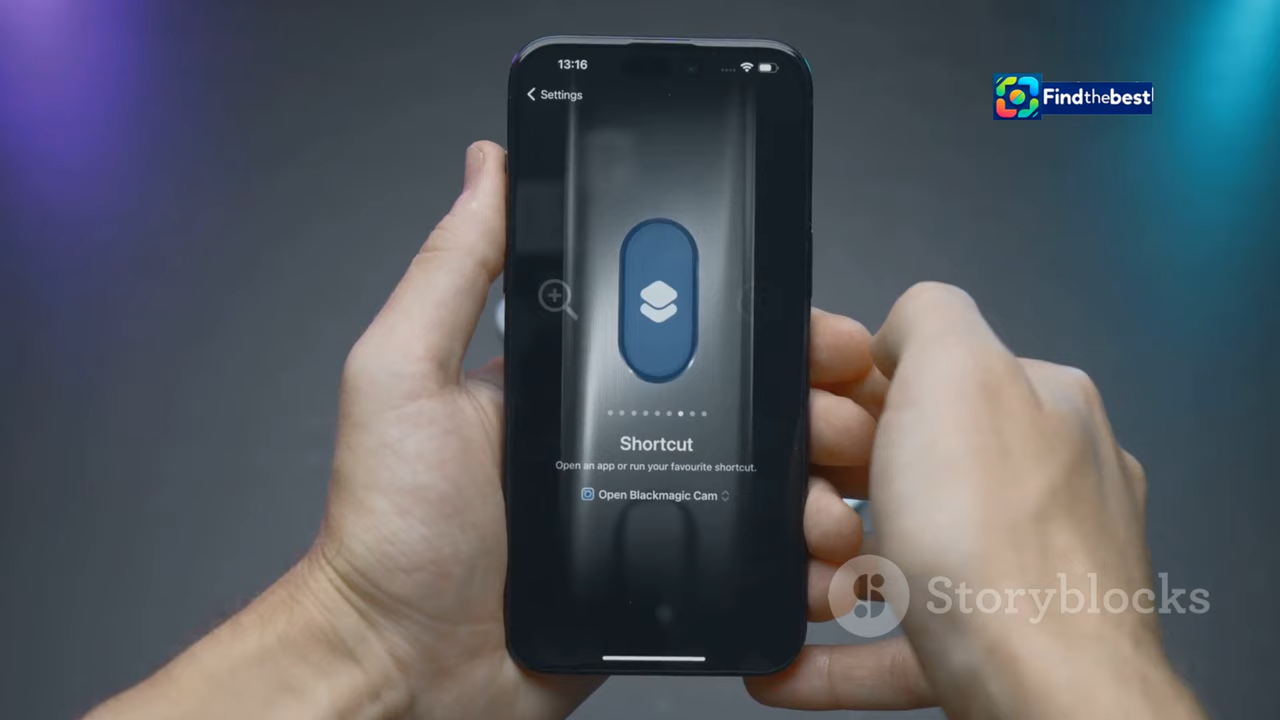 13:16
Settings
Findthebest
Shortcut
Open an app or run your favourite shortcut.
Open Blackmagic Cam
Storyblocks